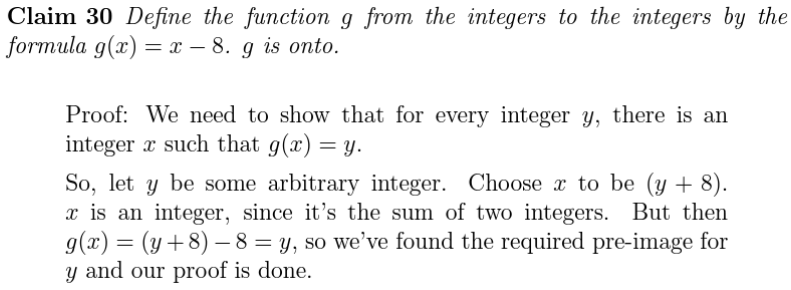 Claim 30 Define the function g from the integers to the integers by the
formula g(x) = x − 8. g is onto.
Proof: We need to show that for every integer y, there is an
integer x such that g(x) = y.
So, let y be some arbitrary integer. Choose x to be (y + 8).
x is an integer, since it's the sum of two integers. But then
g(x) = (y+8) − 8 = y, so we've found the required pre-image for
y and our proof is done.